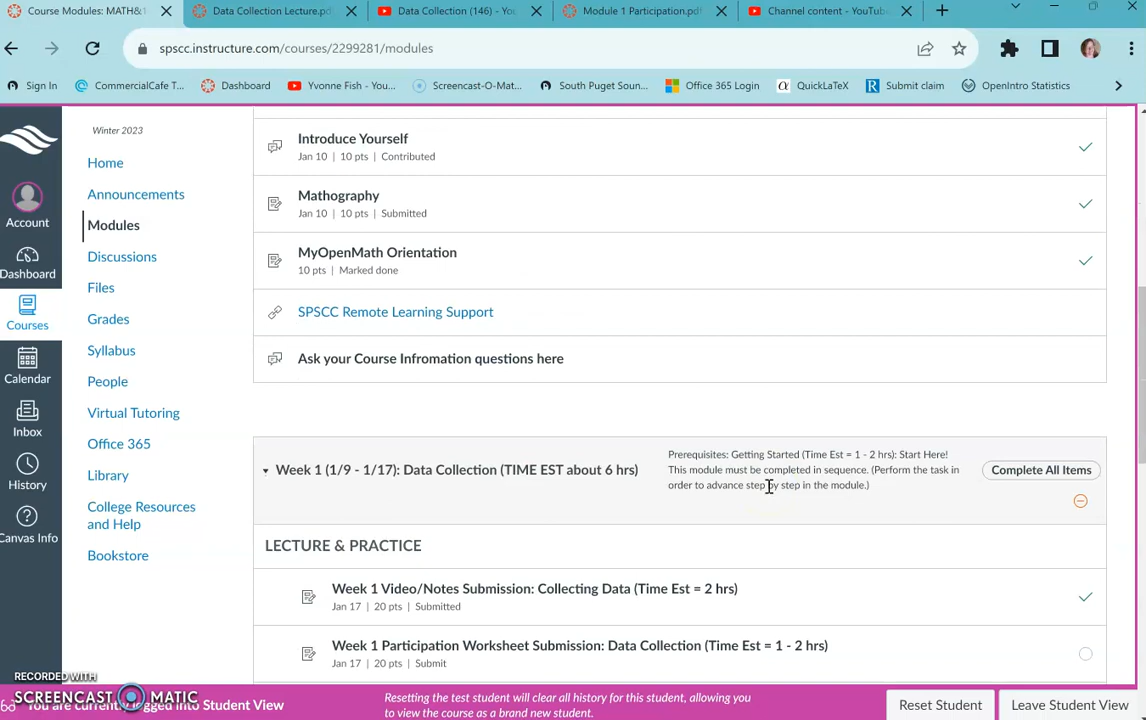 Course Modules: MATH&1
Data Collection Lecture.pd
Data Collection (146) - Yo
Module 1 Participation.pdf
Channel content - YouTube
spscc.instructure.com/courses/2299281/modules
Sign In
CommercialCafe T...
Dashboard
Yvonne Fish - You...
Screencast-O-Mat...
South Puget Soun...
Office 365 Login
QuickLaTeX
Submit claim
OpenIntro Statistics
Account
Dashboard
Courses
Calendar
Inbox
History
Canvas Info
Winter 2023
Home
Announcements
Modules
Discussions
Files
Grades
Syllabus
People
Virtual Tutoring
Office 365
Library
College Resources
and Help
Bookstore
Introduce Yourself
Jan 10 | 10 pts | Contributed
Mathography
Jan 10 | 10 pts | Submitted
MyOpenMath Orientation
10 pts | Marked done
SPSCC Remote Learning Support
Ask your Course Infromation questions here
Week 1 (1/9 - 1/17): Data Collection (TIME EST about 6 hrs)
Prerequisites: Getting Started (Time Est = 1 - 2 hrs): Start Here!
This module must be completed in sequence. (Perform the task in
order to advance step by step in the module.)
Complete All Items
LECTURE & PRACTICE
Week 1 Video/Notes Submission: Collecting Data (Time Est = 2 hrs)
Jan 17 | 20 pts | Submitted
Week 1 Participation Worksheet Submission: Data Collection (Time Est = 1 - 2 hrs)
Jan 17 | 20 pts | Submit
RECORDED WITH
SCREENCAST MATIC
You are currently logged into Student View
Resetting the test student will clear all history for this student, allowing you
to view the course as a brand new student.
Reset Student
Leave Student View